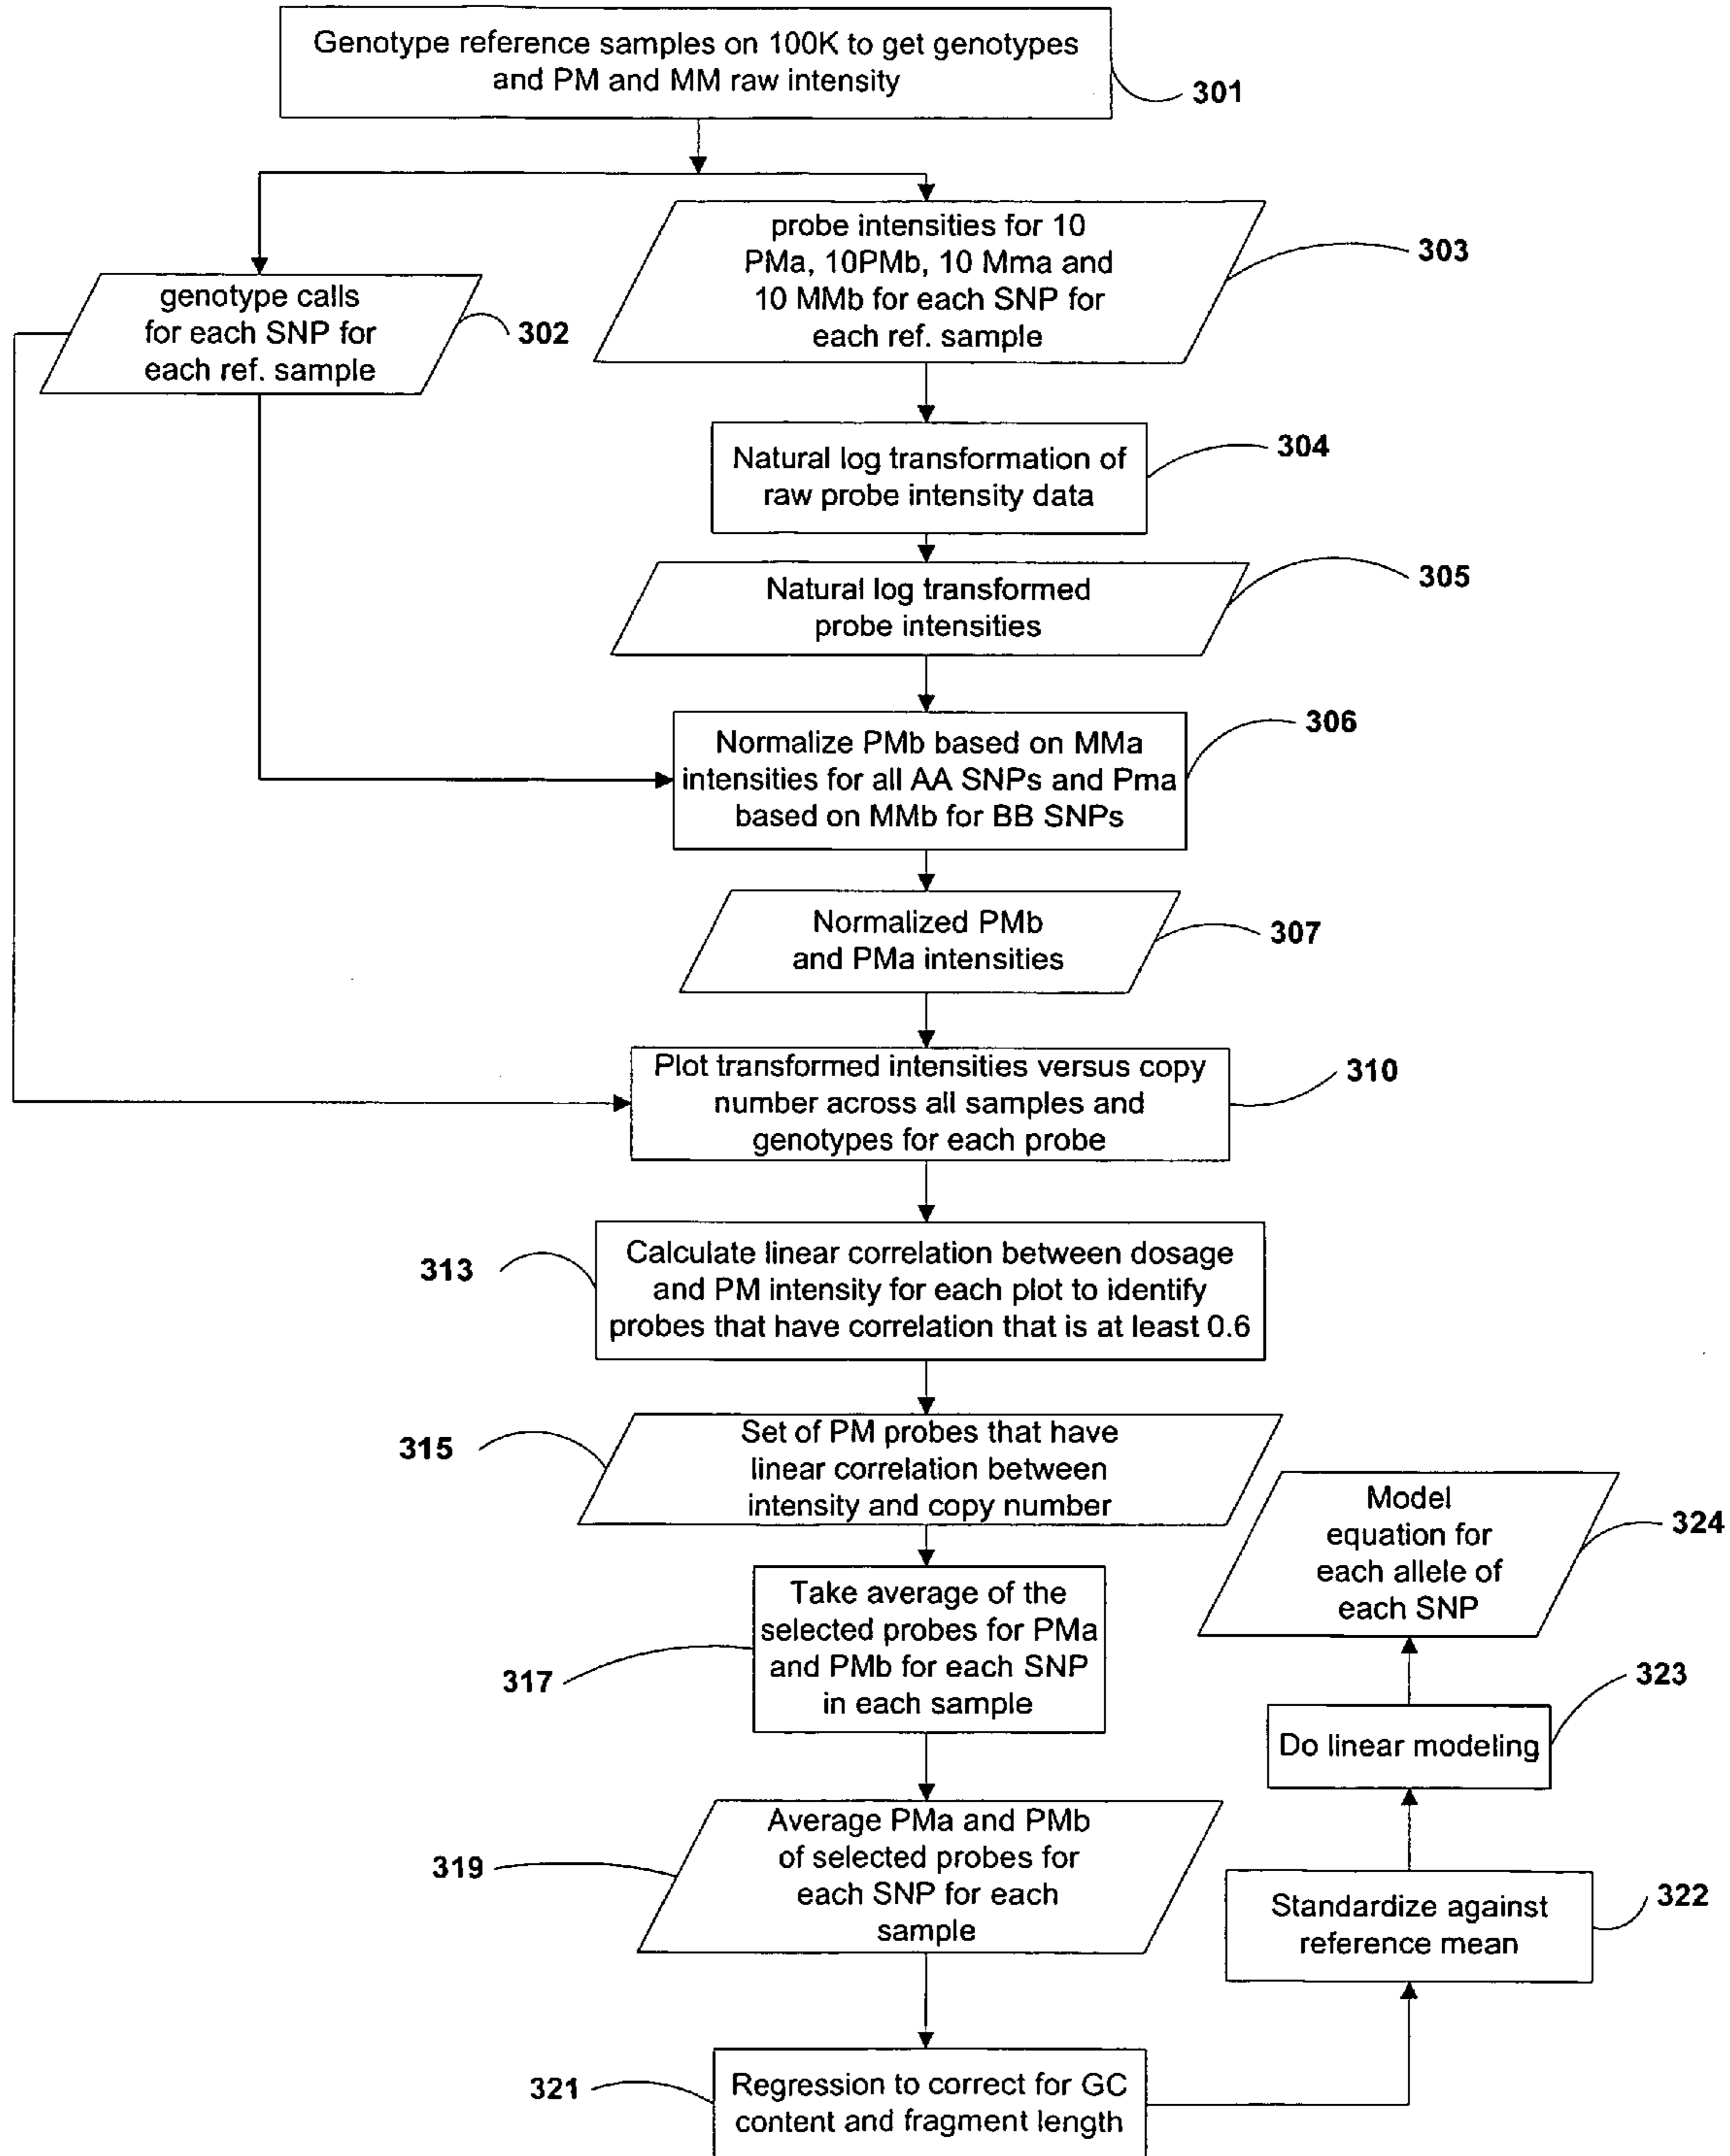 Genotype reference samples on 100K to get genotypes
and PM and MM raw intensity
301
probe intensities for 10
PMa, 10PMb, 10 Mma and
10 MMb for each SNP for
each ref. sample
303
genotype calls
for each SNP for
each ref. sample
302
Natural log transformation of
raw probe intensity data
304
Natural log transformed
probe intensities
305
Normalize PMb based on MMa
intensities for all AA SNPs and Pma
based on MMb for BB SNPs
306
Normalized PMb
and PMa intensities
307
Plot transformed intensities versus copy
number across all samples and
genotypes for each probe
310
Calculate linear correlation between dosage
and PM intensity for each plot to identify
probes that have correlation that is at least 0.6
313
Set of PM probes that have
linear correlation between
intensity and copy number
315
Take average of the
selected probes for PMa
and PMb for each SNP
in each sample
317
Average PMa and PMb
of selected probes for
each SNP for each
sample
319
Regression to correct for GC
content and fragment length
321
Standardize against
reference mean
322
Do linear modeling
323
Model
equation for
each allele of
each SNP
324